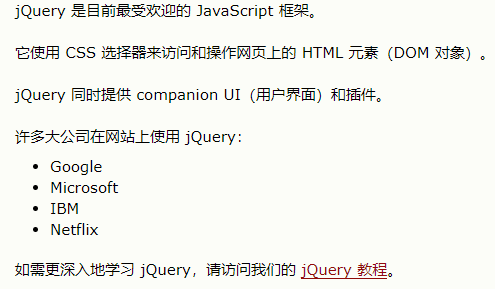 jQuery 是目前最受欢迎的 JavaScript 框架。
它使用 CSS 选择器来访问和操作网页上的 HTML 元素（DOM 对象）。
jQuery 同时提供 companion UI（用户界面）和插件。
许多大公司在网站上使用 jQuery：
Google
Microsoft
IBM
Netflix
如需更深入地学习 jQuery，请访问我们的 jQuery 教程。